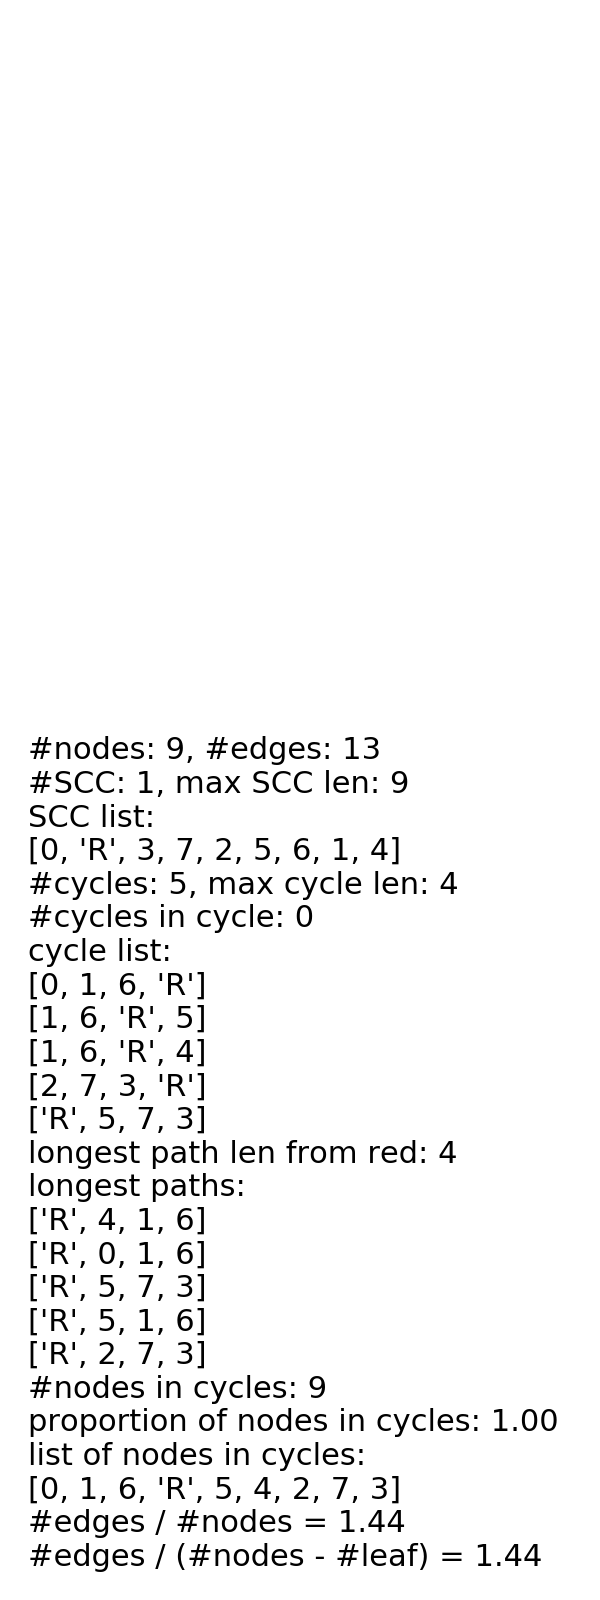 #nodes: 9, #edges: 13
#SCC: 1, max SCC len: 9
SCC list:
[0, 'R', 3, 7, 2, 5, 6, 1, 4]
#cycles: 5, max cycle len: 4
#cycles in cycle: 0
cycle list:
[0, 1, 6, 'R']
[1, 6, 'R', 5]
[1, 6, 'R', 4]
[2, 7, 3, 'R']
['R', 5, 7, 3]
longest path len from red: 4
longest paths:
['R', 4, 1, 6]
['R', 0, 1, 6]
['R', 5, 7, 3]
['R', 5, 1, 6]
['R', 2, 7, 3]
#nodes in cycles: 9
proportion of nodes in cycles: 1.00
list of nodes in cycles:
[0, 1, 6, 'R', 5, 4, 2, 7, 3]
#edges / #nodes = 1.44
#edges / (#nodes - #leaf) = 1.44